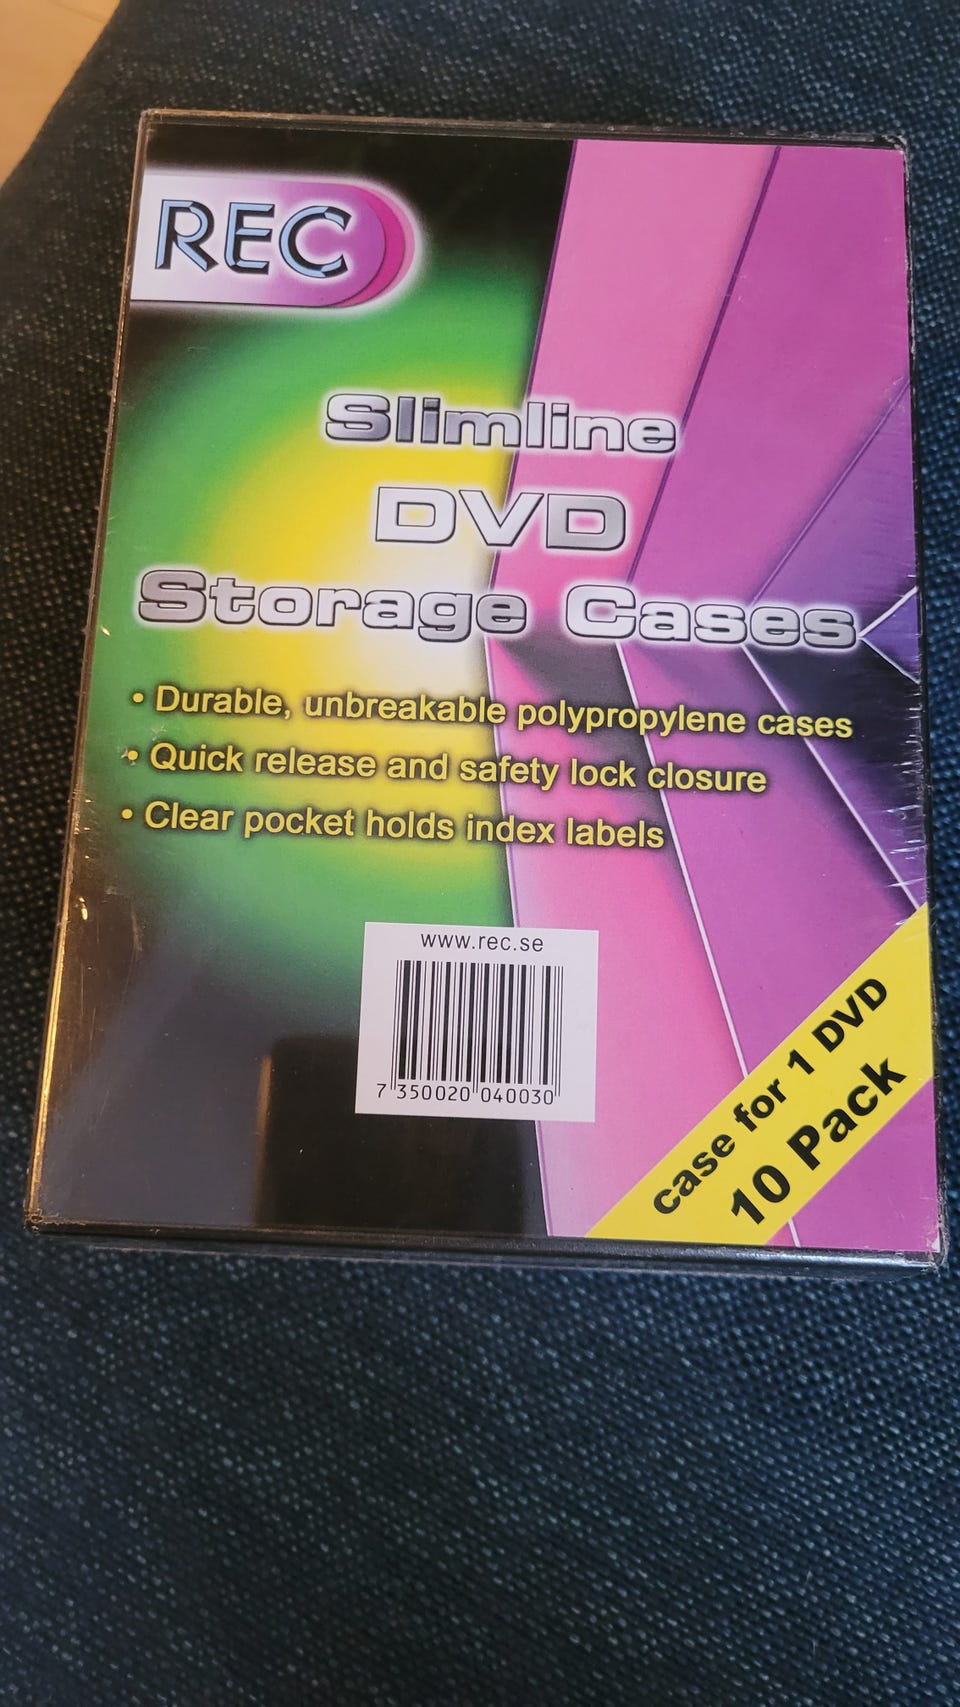 REC
Slimline
DVD
Storage Cases
• Durable, unbreakable polypropylene cases
• Quick release and safety lock closure
• Clear pocket holds index labels
www.rec.se
7 350020 040030
case for 1 DVD
10 Pack